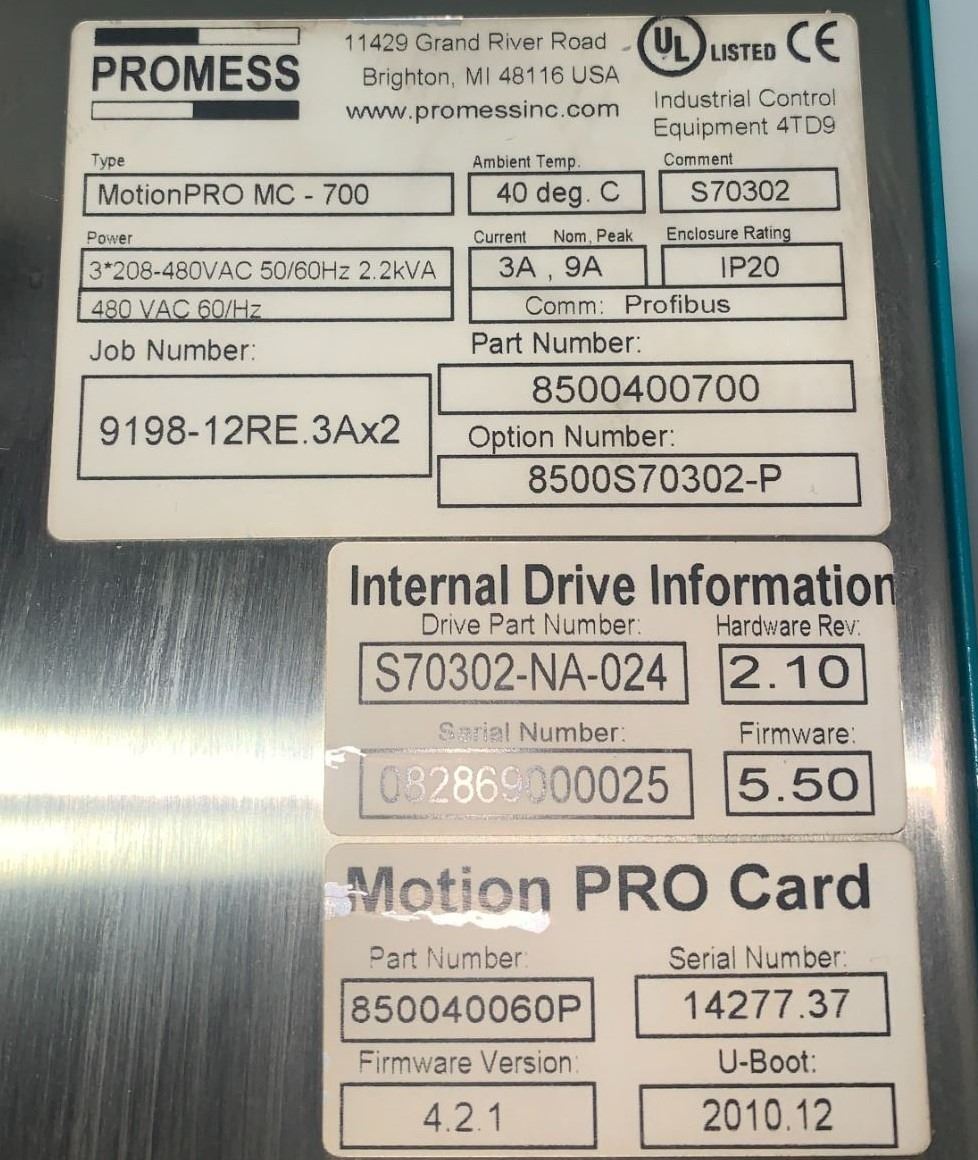 PROMESS
11429 Grand River Road
Brighton, MI 48116 USA
www.promessinc.com
UL LISTED CE
Industrial Control
Equipment 4TD9
Type
MotionPRO MC - 700
Ambient Temp.
40 deg. C
Comment
S70302
Power
3*208-480VAC 50/60Hz 2.2kVA
480 VAC 60/Hz
Current Nom, Peak
3A , 9A
Enclosure Rating
IP20
Comm: Profibus
Job Number:
9198-12RE.3Ax2
Part Number:
8500400700
Option Number:
8500S70302-P
Internal Drive Information
Drive Part Number:
S70302-NA-024
Hardware Rev:
2.10
Serial Number:
082869000025
Firmware:
5.50
Motion PRO Card
Part Number:
850040060P
Serial Number:
14277.37
Firmware Version:
4.2.1
U-Boot:
2010.12